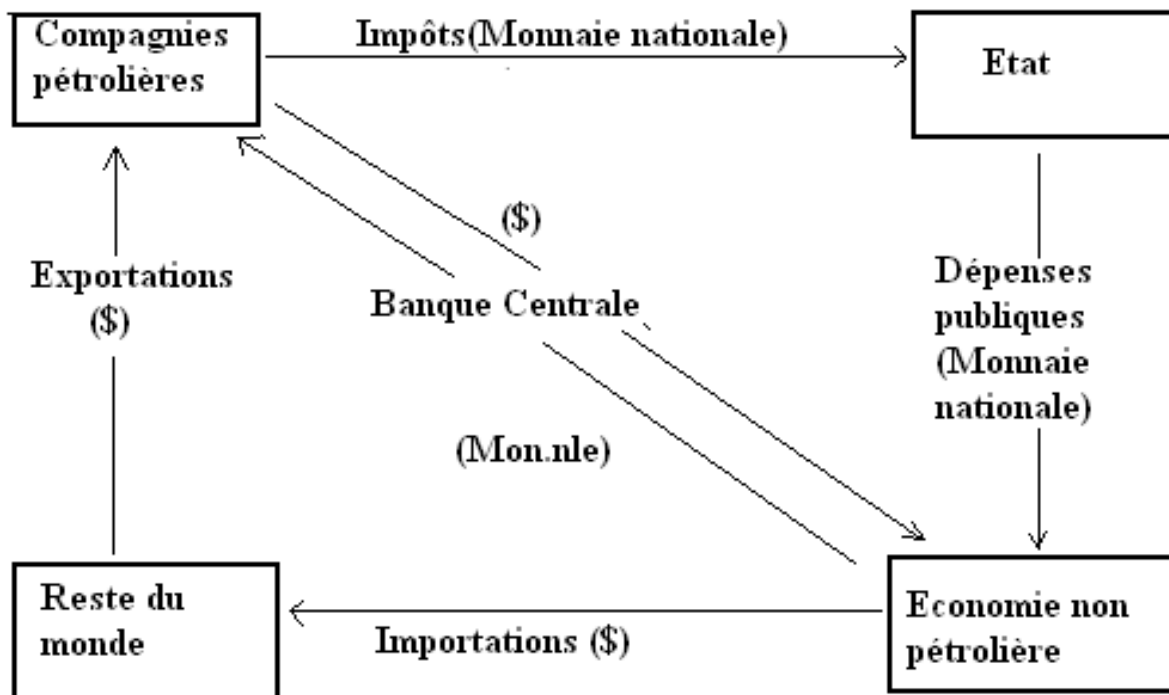 Compagnies
pétrolières
Impôts(Monnaie nationale)
Etat
($)
Exportations
($)
Banque Centrale
Dépenses
publiques
(Monnaie
nationale)
(Mon.nle)
Reste du
monde
Importations ($)
Economie non
pétrolière